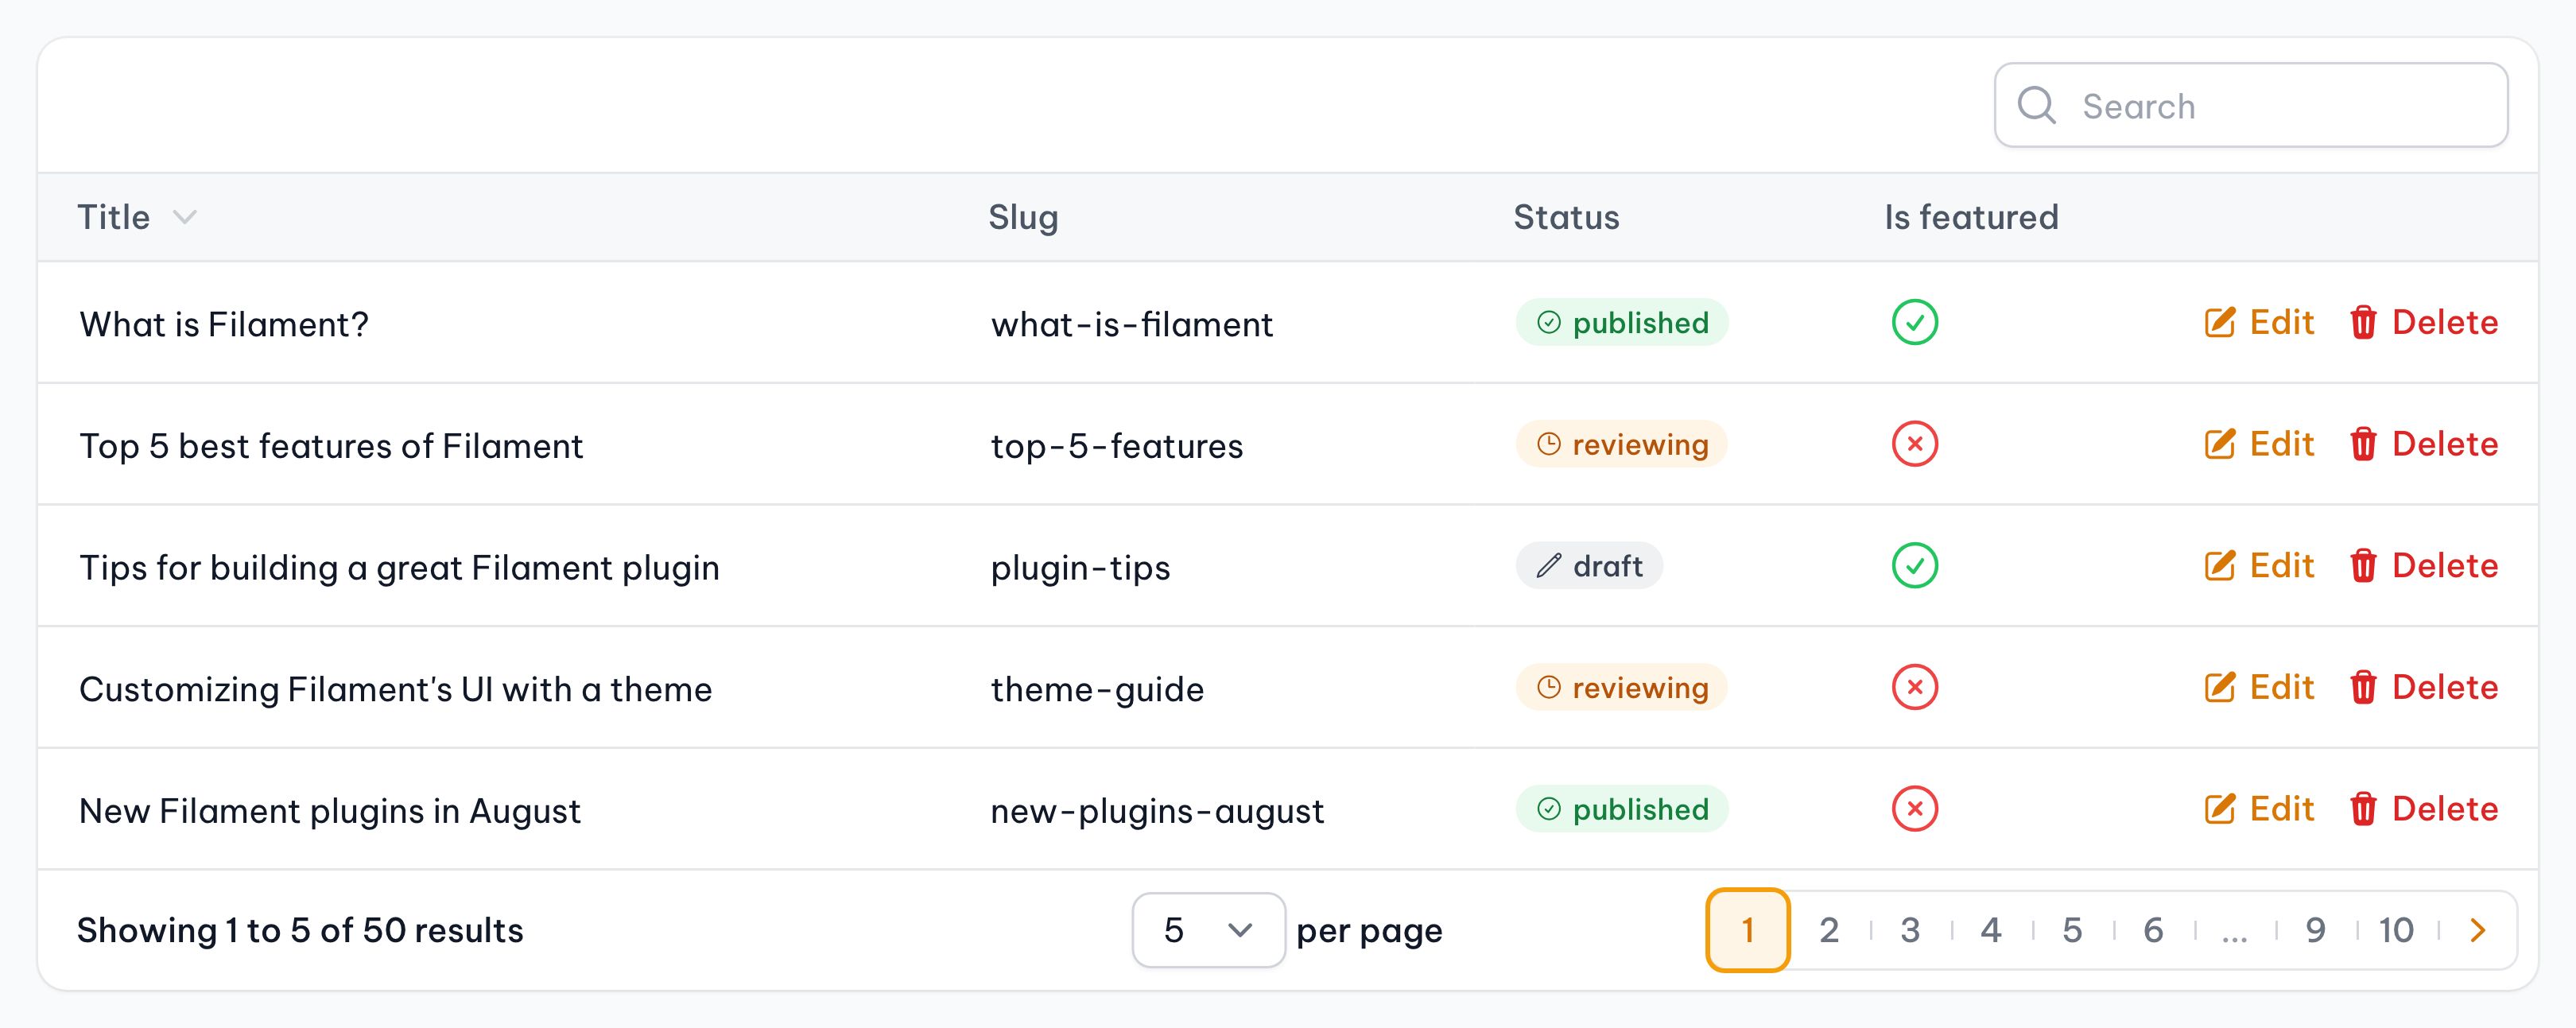 Search
Title Slug Status Is featured
What is Filament? what-is-filament published Edit Delete
Top 5 best features of Filament top-5-features reviewing Edit Delete
Tips for building a great Filament plugin plugin-tips draft Edit Delete
Customizing Filament's UI with a theme theme-guide reviewing Edit Delete
New Filament plugins in August new-plugins-august published Edit Delete
Showing 1 to 5 of 50 results 5 per page 1 2 3 4 5 6 ... 9 10